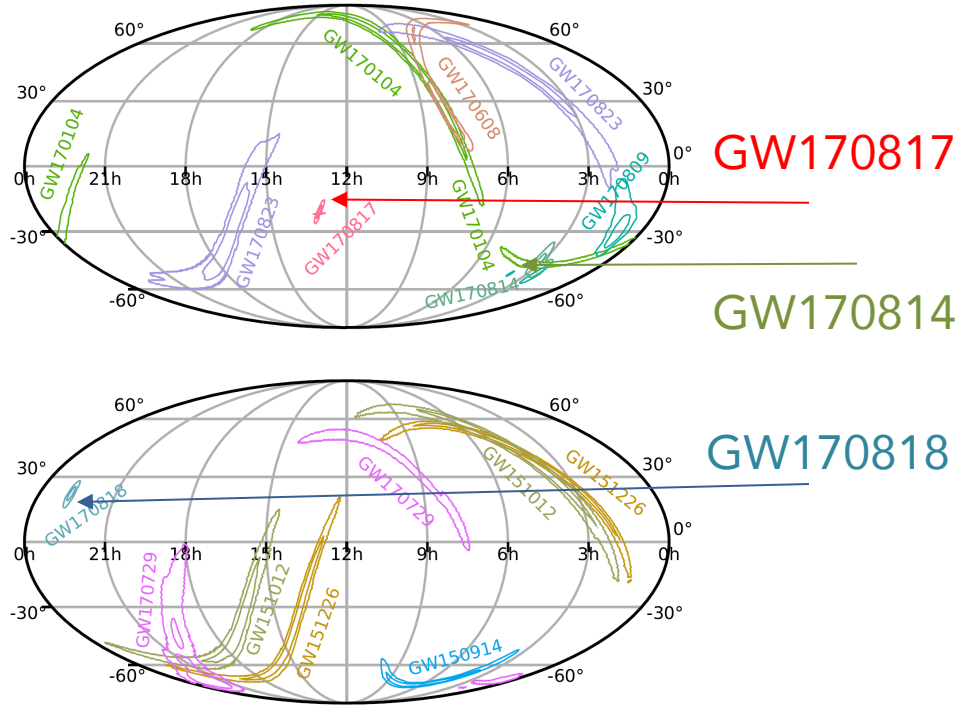 60°
60°
GW170104
GW170608
GW170823
30°
30°
GW170104
GW170817
0°
GW170809
0h
21h
18h
15h
12h
9h
6h
3h
0h
GW170823
GW170817
GW170104
-30°
-30°
GW170814
GW170814
-60°
-60°
60°
60°
GW170818
GW151012
GW151226
30°
30°
GW170729
GW170818
0°
0h
21h
18h
15h
12h
9h
6h
3h
0h
GW170729
GW151012
GW151226
-30°
-30°
GW150914
-60°
-60°